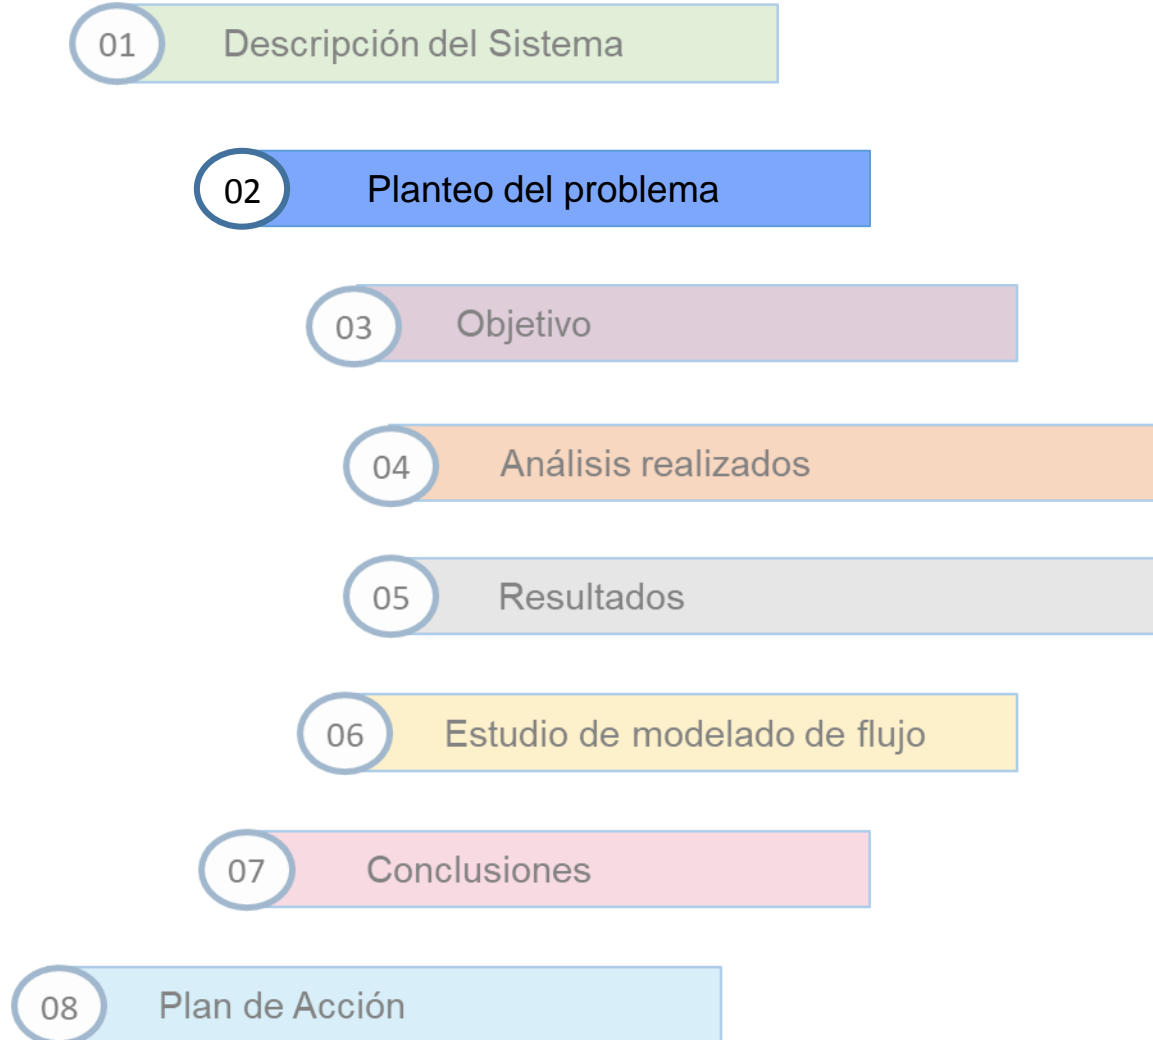 01 Descripción del Sistema
02 Planteo del problema
03 Objetivo
04 Análisis realizados
05 Resultados
06 Estudio de modelado de flujo
07 Conclusiones
08 Plan de Acción